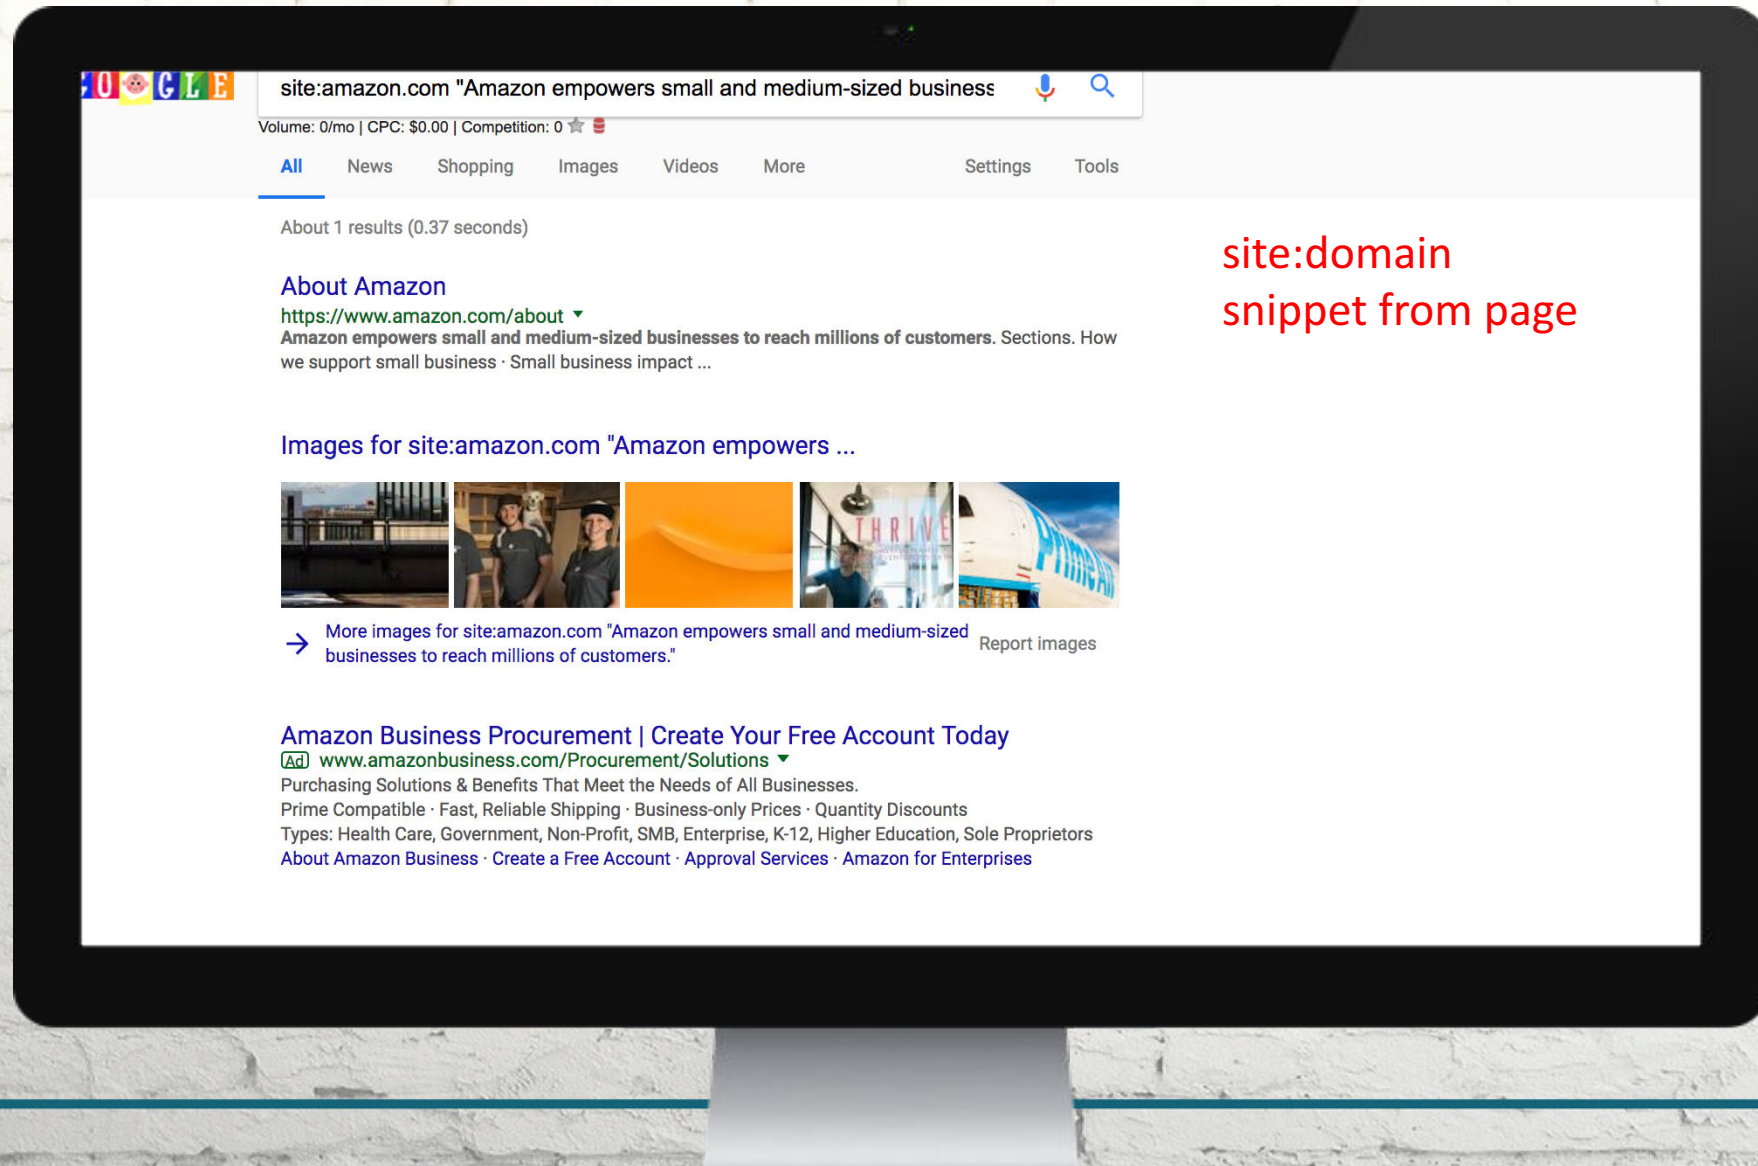 GOOGLE
site:amazon.com "Amazon empowers small and medium-sized business
Volume: 0/mo | CPC: $0.00 | Competition: 0
All News Shopping Images Videos More Settings Tools
About 1 results (0.37 seconds)
site:domain
snippet from page
About Amazon
https://www.amazon.com/about
Amazon empowers small and medium-sized businesses to reach millions of customers. Sections. How
we support small business · Small business impact ...
Images for site:amazon.com "Amazon empowers ...
THRIVE
PrimeAir
More images for site:amazon.com "Amazon empowers small and medium-sized
businesses to reach millions of customers."
Report images
Amazon Business Procurement | Create Your Free Account Today
Ad www.amazonbusiness.com/Procurement/Solutions
Purchasing Solutions & Benefits That Meet the Needs of All Businesses.
Prime Compatible · Fast, Reliable Shipping · Business-only Prices · Quantity Discounts
Types: Health Care, Government, Non-Profit, SMB, Enterprise, K-12, Higher Education, Sole Proprietors
About Amazon Business · Create a Free Account · Approval Services · Amazon for Enterprises